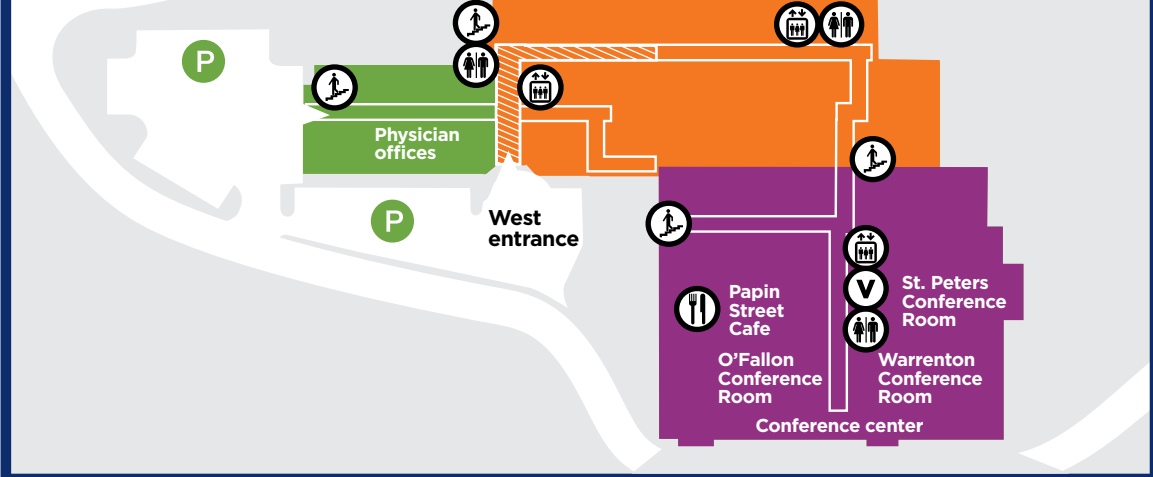 P
Physician
offices
P
West
entrance
Papin
Street
Cafe
V
St. Peters
Conference
Room
O’Fallon
Conference
Room
Warrenton
Conference
Room
Conference center